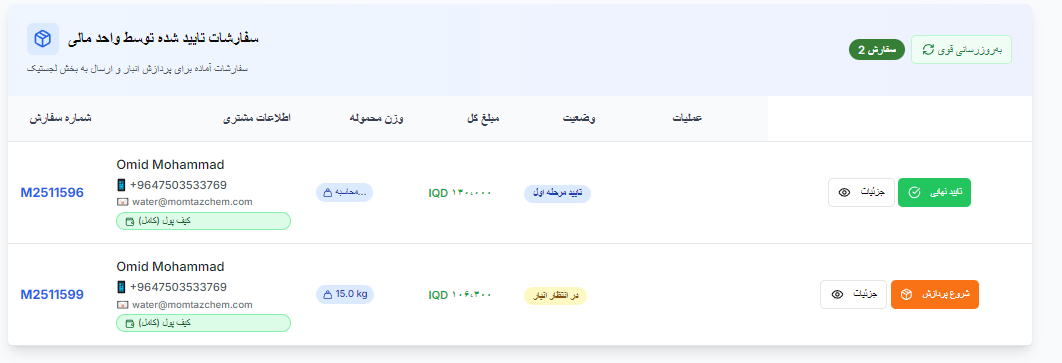 سفارشات تایید شده توسط واحد مالی
سفارشات آماده برای پردازش انبار و ارسال به بخش لجستیک
2 سفارش
به‌روزرسانی قوی
شماره سفارش
اطلاعات مشتری
وزن محموله
مبلغ کل
وضعیت
عملیات
M2511596
Omid Mohammad
+9647503533769
water@momtazchem.com
کیف پول (کامل)
محاسبه...
IQD ۱۳۰,۰۰۰
تایید مرحله اول
جزئیات
تایید نهایی
M2511599
Omid Mohammad
+9647503533769
water@momtazchem.com
کیف پول (کامل)
15.0 kg
IQD ۱۰۶,۳۰۰
در انتظار انبار
جزئیات
شروع پردازش